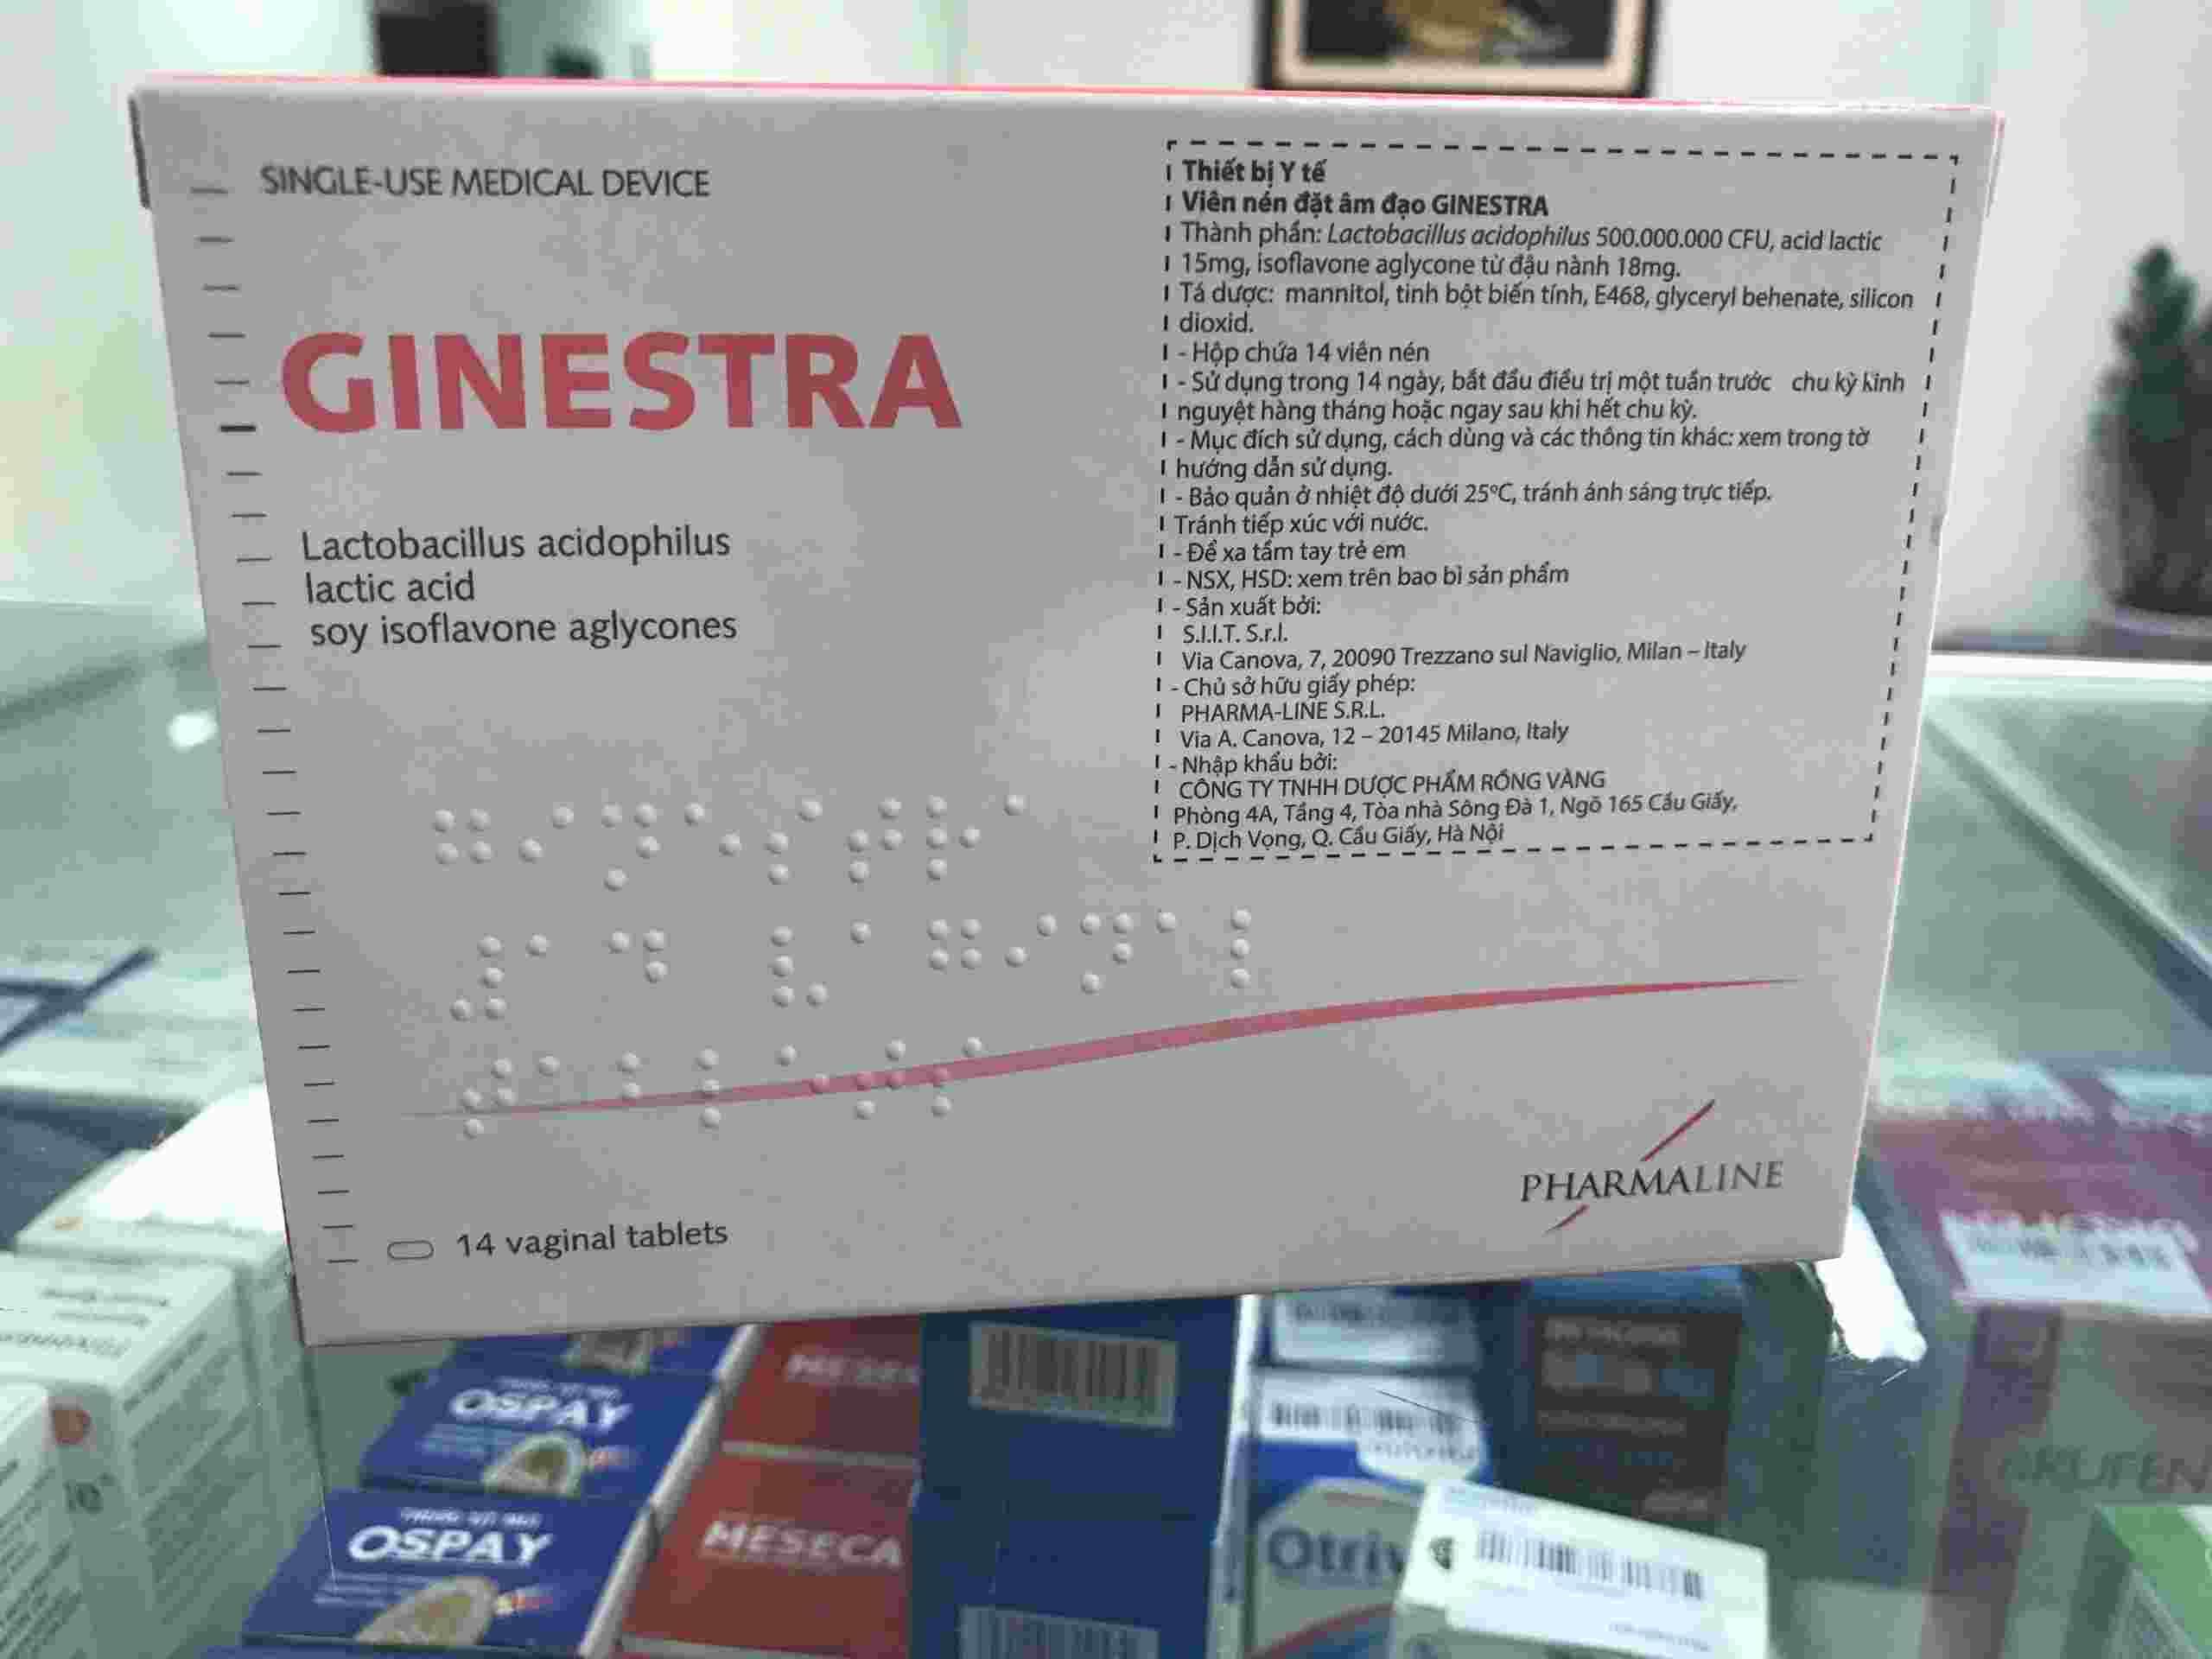 SINGLE-USE MEDICAL DEVICE
GINESTRA
Lactobacillus acidophilus
lactic acid
soy isoflavone aglycones
14 vaginal tablets
Thiết bị Y tế
Viên nén đặt âm đạo GINESTRA
Thành phần: Lactobacillus acidophilus 500.000.000 CFU, acid lactic
15mg, isoflavone aglycone từ đậu nành 18mg.
Tá dược: mannitol, tinh bột biến tính, E468, glyceryl behenate, silicon
dioxid.
- Hộp chứa 14 viên nén
- Sử dụng trong 14 ngày, bắt đầu điều trị một tuần trước chu kỳ kinh
nguyệt hàng tháng hoặc ngay sau khi hết chu kỳ.
- Mục đích sử dụng, cách dùng và các thông tin khác: xem trong tờ
hướng dẫn sử dụng.
- Bảo quản ở nhiệt độ dưới 25ºC, tránh ánh sáng trực tiếp.
Tránh tiếp xúc với nước.
- Để xa tầm tay trẻ em
- NSX, HSD: xem trên bao bì sản phẩm
- Sản xuất bởi:
S.I.I.T. S.r.l.
Via Canova, 7, 20090 Trezzano sul Naviglio, Milan – Italy
- Chủ sở hữu giấy phép:
PHARMA-LINE S.R.L.
Via A. Canova, 12 – 20145 Milano, Italy
- Nhập khẩu bởi:
CÔNG TY TNHH DƯỢC PHẨM RỒNG VÀNG
Phòng 4A, Tầng 4, Tòa nhà Sông Đà 1, Ngõ 165 Cầu Giấy,
P. Dịch Vọng, Q. Cầu Giấy, Hà Nội
PHARMALINE
OSPAY
OSPAY
MESECA
MESECA
Otriv